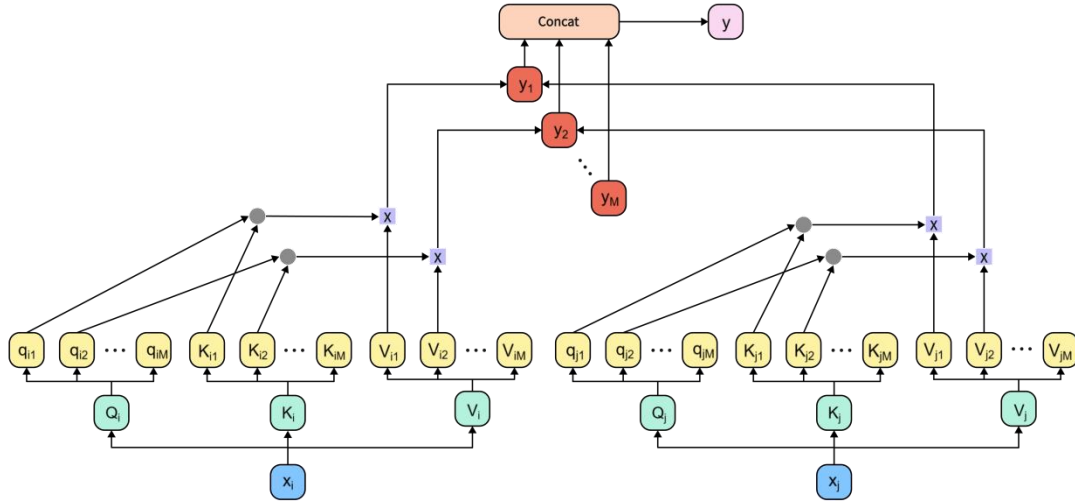 Concat
y
y1
y2
yM
x
x
x
x
qi1 qi2 ... qiM Ki1 Ki2 ... KiM Vi1 Vi2 ... ViM
qj1 qj2 ... qjM Kj1 Kj2 ... KjM Vj1 Vj2 ... VjM
Qi Ki Vi
Qj Kj Vj
xi
xj